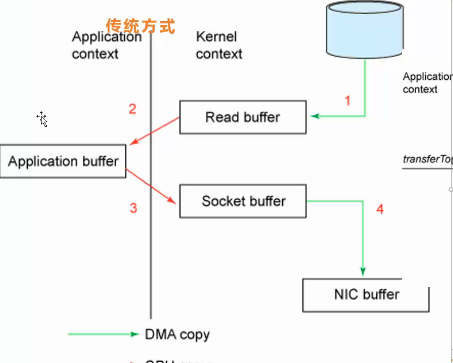 传统方式
Application
context
Kernel
context
Application
context
1
2
Read buffer
Application buffer
transferTo
3
Socket buffer
4
NIC buffer
DMA copy